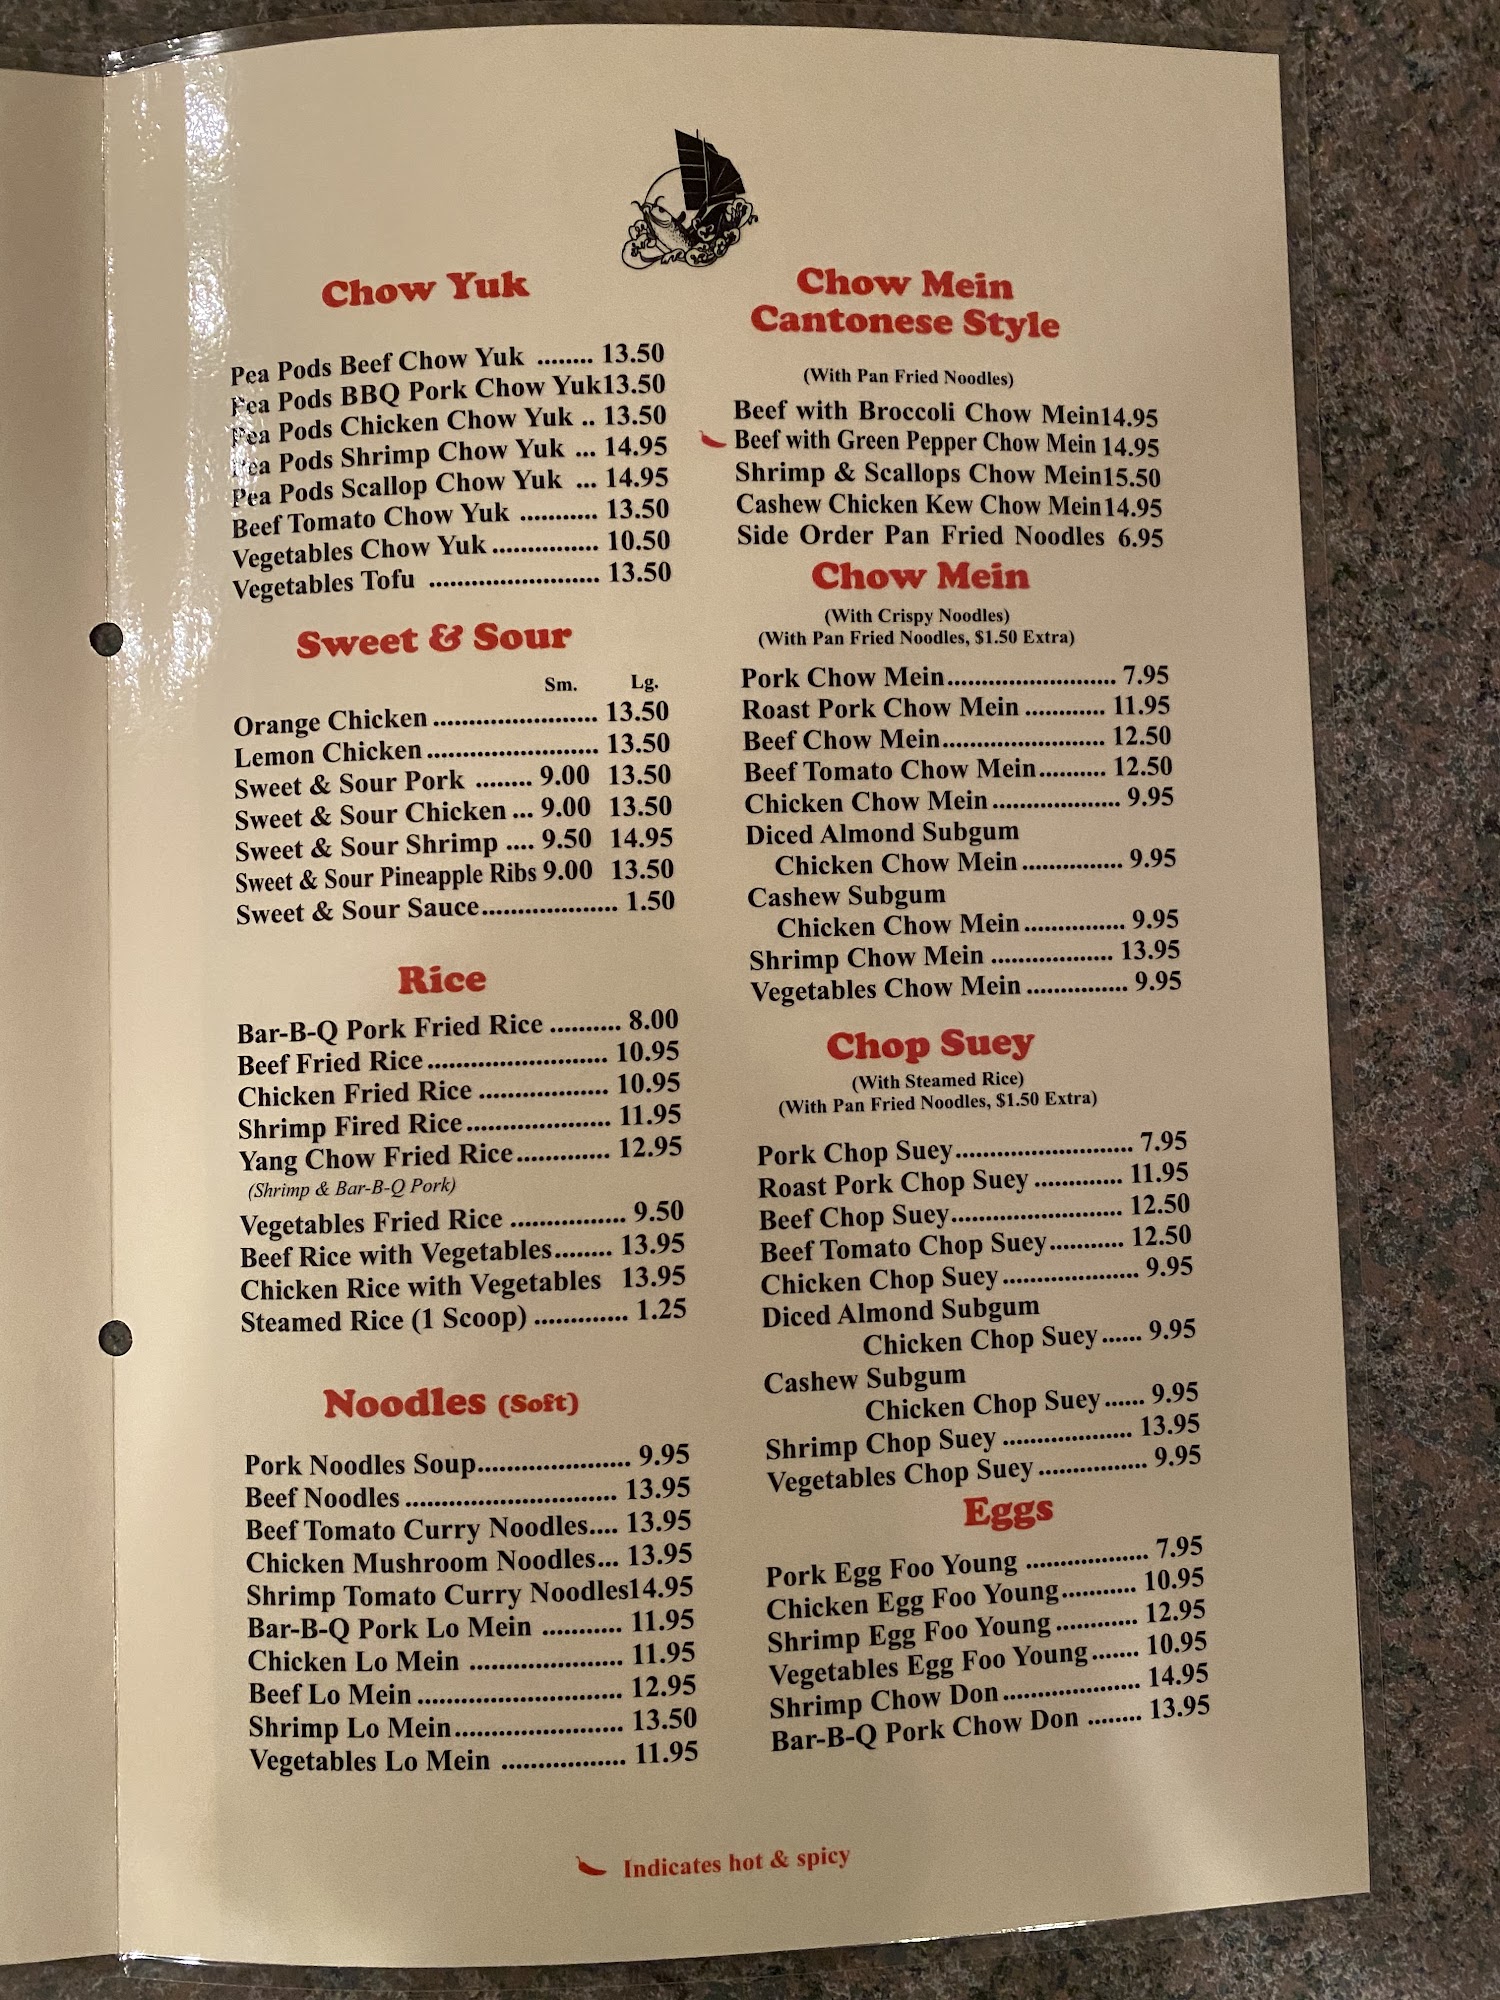 Chow Yuk
Pea Pods Beef Chow Yuk ........ 13.50
Pea Pods BBQ Pork Chow Yuk13.50
Pea Pods Chicken Chow Yuk .. 13.50
Pea Pods Shrimp Chow Yuk ... 14.95
Pea Pods Scallop Chow Yuk ... 14.95
Beef Tomato Chow Yuk ........... 13.50
Vegetables Chow Yuk ............... 10.50
Vegetables Tofu ........................ 13.50
Sweet & Sour
Sm. Lg.
Orange Chicken ....................... 13.50
Lemon Chicken ........................ 13.50
Sweet & Sour Pork ........ 9.00 13.50
Sweet & Sour Chicken ... 9.00 13.50
Sweet & Sour Shrimp .... 9.50 14.95
Sweet & Sour Pineapple Ribs 9.00 13.50
Sweet & Sour Sauce................... 1.50
Rice
Bar-B-Q Pork Fried Rice .......... 8.00
Beef Fried Rice ......................... 10.95
Chicken Fried Rice .................. 10.95
Shrimp Fired Rice .................... 11.95
Yang Chow Fried Rice............. 12.95
(Shrimp & Bar-B-Q Pork)
Vegetables Fried Rice ................ 9.50
Beef Rice with Vegetables........ 13.95
Chicken Rice with Vegetables 13.95
Steamed Rice (1 Scoop) ............. 1.25
Noodles (Soft)
Pork Noodles Soup..................... 9.95
Beef Noodles ............................. 13.95
Beef Tomato Curry Noodles.... 13.95
Chicken Mushroom Noodles... 13.95
Shrimp Tomato Curry Noodles14.95
Bar-B-Q Pork Lo Mein ........... 11.95
Chicken Lo Mein ..................... 11.95
Beef Lo Mein ............................ 12.95
Shrimp Lo Mein....................... 13.50
Vegetables Lo Mein ................. 11.95
Chow Mein
Cantonese Style
(With Pan Fried Noodles)
Beef with Broccoli Chow Mein14.95
Beef with Green Pepper Chow Mein 14.95
Shrimp & Scallops Chow Mein15.50
Cashew Chicken Kew Chow Mein14.95
Side Order Pan Fried Noodles 6.95
Chow Mein
(With Crispy Noodles)
(With Pan Fried Noodles, $1.50 Extra)
Pork Chow Mein....................... 7.95
Roast Pork Chow Mein ........... 11.95
Beef Chow Mein....................... 12.50
Beef Tomato Chow Mein.......... 12.50
Chicken Chow Mein .................. 9.95
Diced Almond Subgum
Chicken Chow Mein .............. 9.95
Cashew Subgum
Chicken Chow Mein .............. 9.95
Shrimp Chow Mein ................. 13.95
Vegetables Chow Mein .............. 9.95
Chop Suey
(With Steamed Rice)
(With Pan Fried Noodles, $1.50 Extra)
Pork Chop Suey......................... 7.95
Roast Pork Chop Suey ............ 11.95
Beef Chop Suey........................ 12.50
Beef Tomato Chop Suey........... 12.50
Chicken Chop Suey ................... 9.95
Diced Almond Subgum
Chicken Chop Suey ...... 9.95
Cashew Subgum
Chicken Chop Suey ...... 9.95
Shrimp Chop Suey .................. 13.95
Vegetables Chop Suey ............... 9.95
Eggs
Pork Egg Foo Young ................. 7.95
Chicken Egg Foo Young........... 10.95
Shrimp Egg Foo Young ............ 12.95
Vegetables Egg Foo Young....... 10.95
Shrimp Chow Don ................... 14.95
Bar-B-Q Pork Chow Don ........ 13.95
Indicates hot & spicy